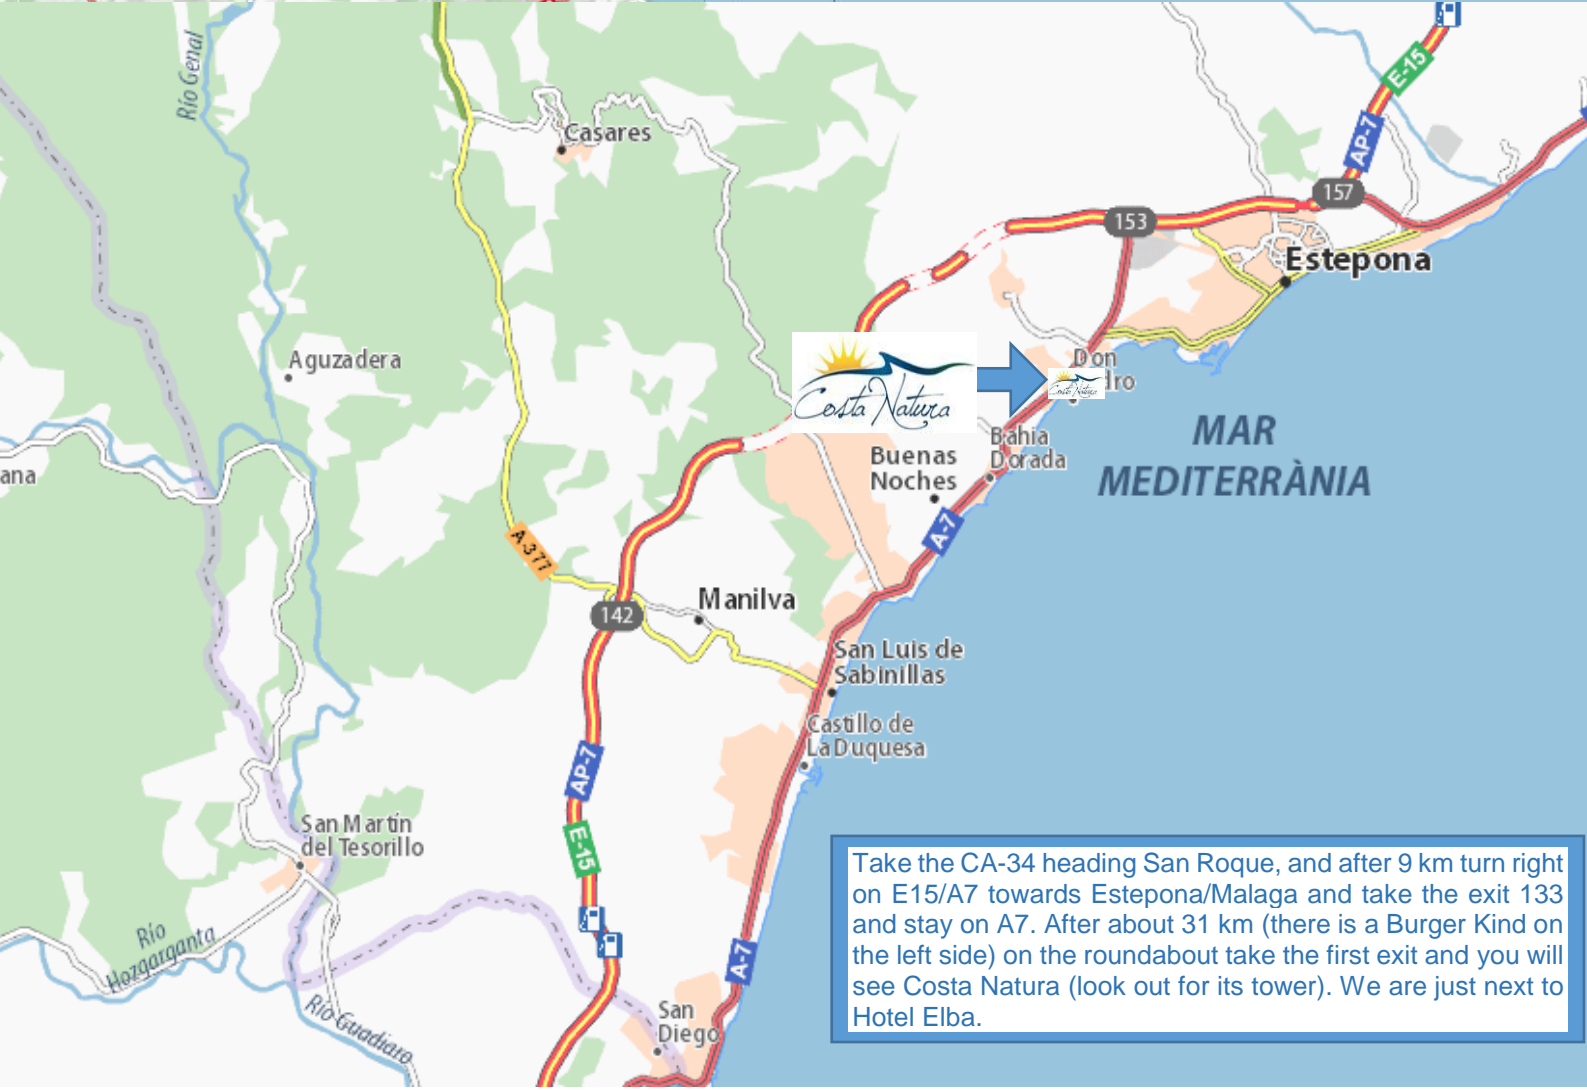 Río Genal
E-15
Casares
AP-7
157
153
Estepona
Aguzadera
Don
dro
Costa Natura
Costa Natura
MAR
MEDITERRÀNIA
Bahia
Dorada
Buenas
Noches
ana
A-7
A-377
Manilva
142
San Luis de
Sabinillas
Castillo de
La Duquesa
AP-7
E-15
San Martín
del Tesorillo
Río
Hozgarganta
A-7
Río Guadiaro
San
Diego
Take the CA-34 heading San Roque, and after 9 km turn right
on E15/A7 towards Estepona/Malaga and take the exit 133
and stay on A7. After about 31 km (there is a Burger Kind on
the left side) on the roundabout take the first exit and you will
see Costa Natura (look out for its tower). We are just next to
Hotel Elba.